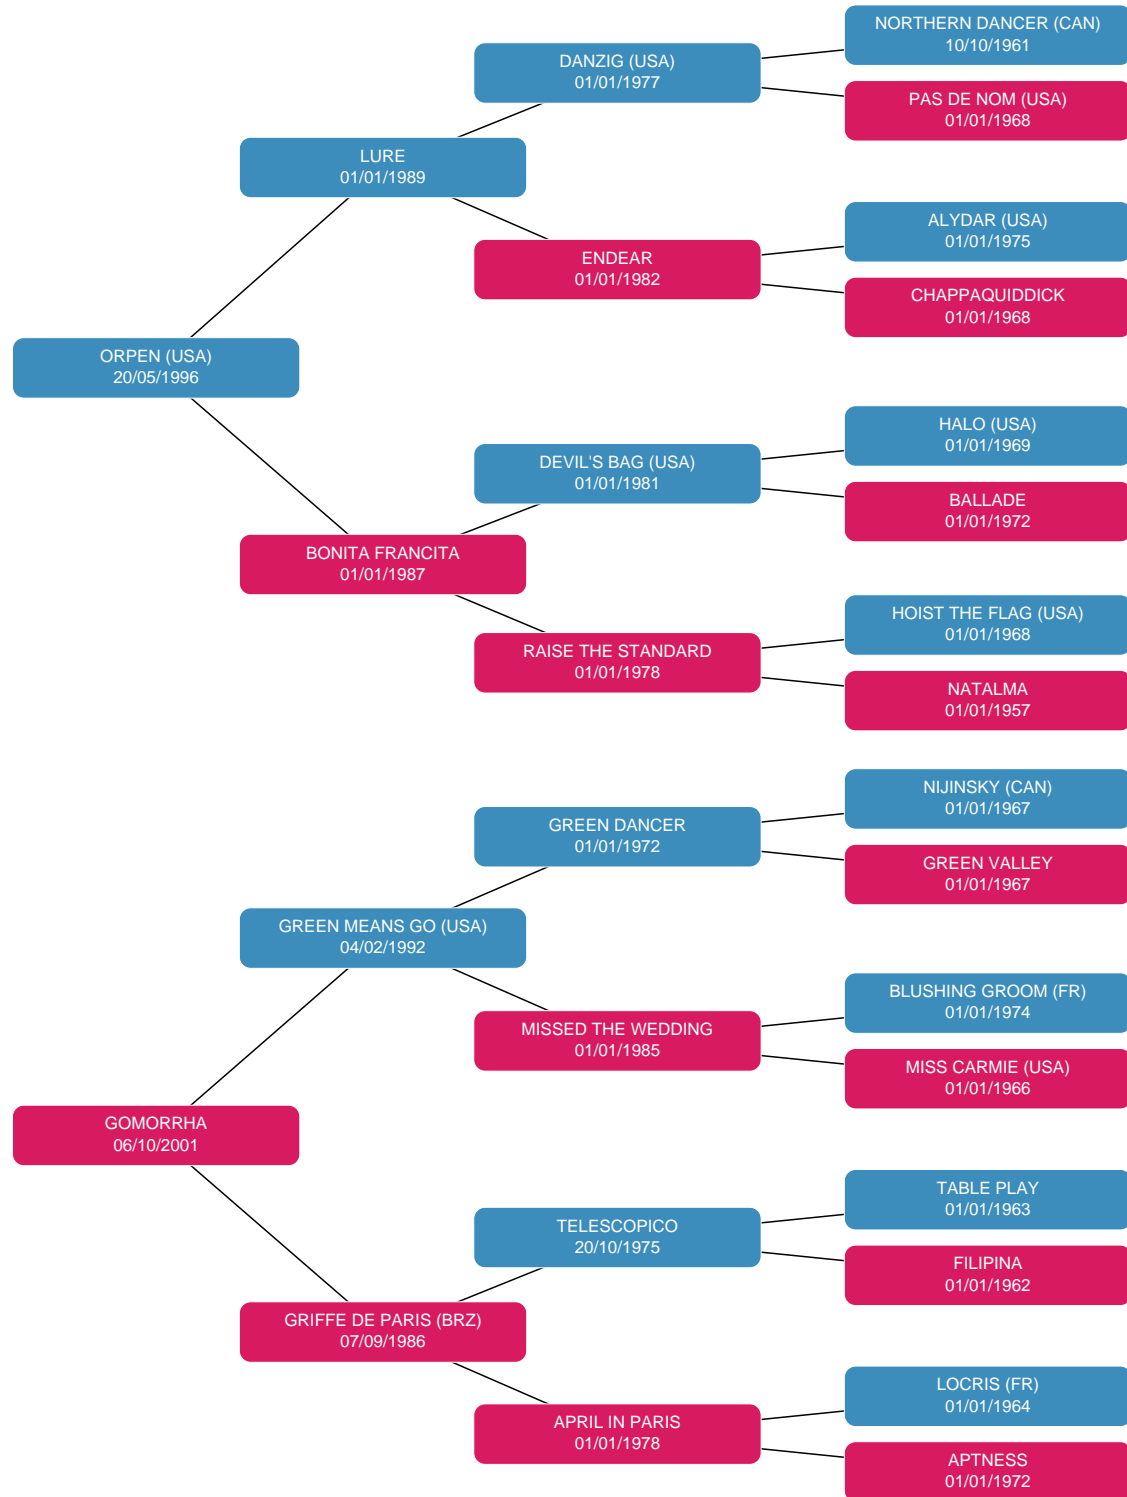 NORTHERN DANCER (CAN)
10/10/1961
DANZIG (USA)
01/01/1977
PAS DE NOM (USA)
01/01/1968
LURE
01/01/1989
ALYDAR (USA)
01/01/1975
ENDEAR
01/01/1982
CHAPPAQUIDDICK
01/01/1968
ORPEN (USA)
20/05/1996
HALO (USA)
01/01/1969
DEVIL'S BAG (USA)
01/01/1981
BALLADE
01/01/1972
BONITA FRANCITA
01/01/1987
HOIST THE FLAG (USA)
01/01/1968
RAISE THE STANDARD
01/01/1978
NATALMA
01/01/1957
NIJINSKY (CAN)
01/01/1967
GREEN DANCER
01/01/1972
GREEN VALLEY
01/01/1967
GREEN MEANS GO (USA)
04/02/1992
BLUSHING GROOM (FR)
01/01/1974
MISSED THE WEDDING
01/01/1985
MISS CARMIE (USA)
01/01/1966
GOMORRHA
06/10/2001
TABLE PLAY
01/01/1963
TELESCOPICO
20/10/1975
FILIPINA
01/01/1962
GRIFFE DE PARIS (BRZ)
07/09/1986
LOCRIS (FR)
01/01/1964
APRIL IN PARIS
01/01/1978
APTNESS
01/01/1972